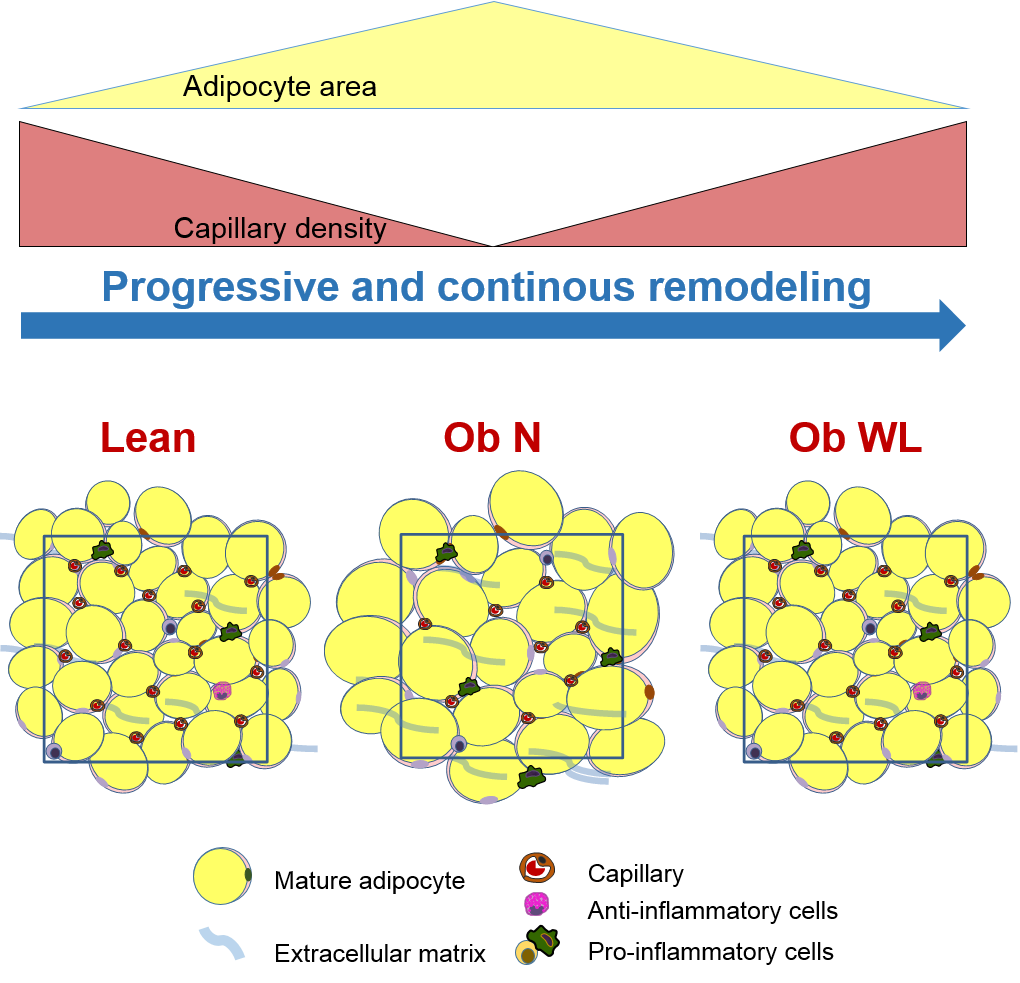 Adipocyte area
Capillary density
Progressive and continous remodeling
Lean
Ob N
Ob WL
Mature adipocyte
Extracellular matrix
Capillary
Anti-inflammatory cells
Pro-inflammatory cells